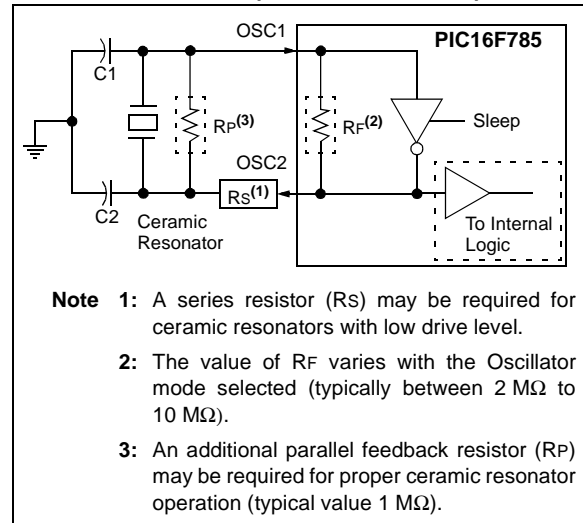 OSC1
PIC16F785
C1
RP(3)
RF(2)
Sleep
OSC2
RS(1)
C2
Ceramic
Resonator
To Internal
Logic
Note 1: A series resistor (RS) may be required for
ceramic resonators with low drive level.
2: The value of RF varies with the Oscillator
mode selected (typically between 2 MΩ to
10 MΩ).
3: An additional parallel feedback resistor (RP)
may be required for proper ceramic resonator
operation (typical value 1 MΩ).